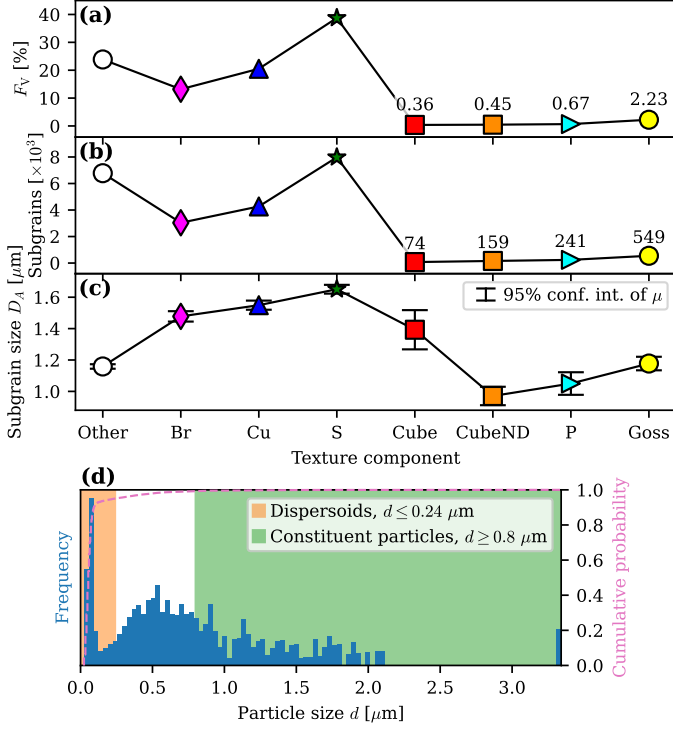 (a)
40
30
20
10
0
F_V [%]
0.36
0.45
0.67
2.23
(b)
8
6
4
2
0
Subgrains [×10³]
74
159
241
549
(c)
1.6
1.4
1.2
1.0
Subgrain size D_A [μm]
95% conf. int. of μ
Other Br Cu S Cube CubeND P Goss
Texture component
(d)
Frequency
Dispersoids, d ≤ 0.24 μm
Constituent particles, d ≥ 0.8 μm
1.0
0.8
0.6
0.4
0.2
0.0
Cumulative probability
0.0 0.5 1.0 1.5 2.0 2.5 3.0
Particle size d [μm]